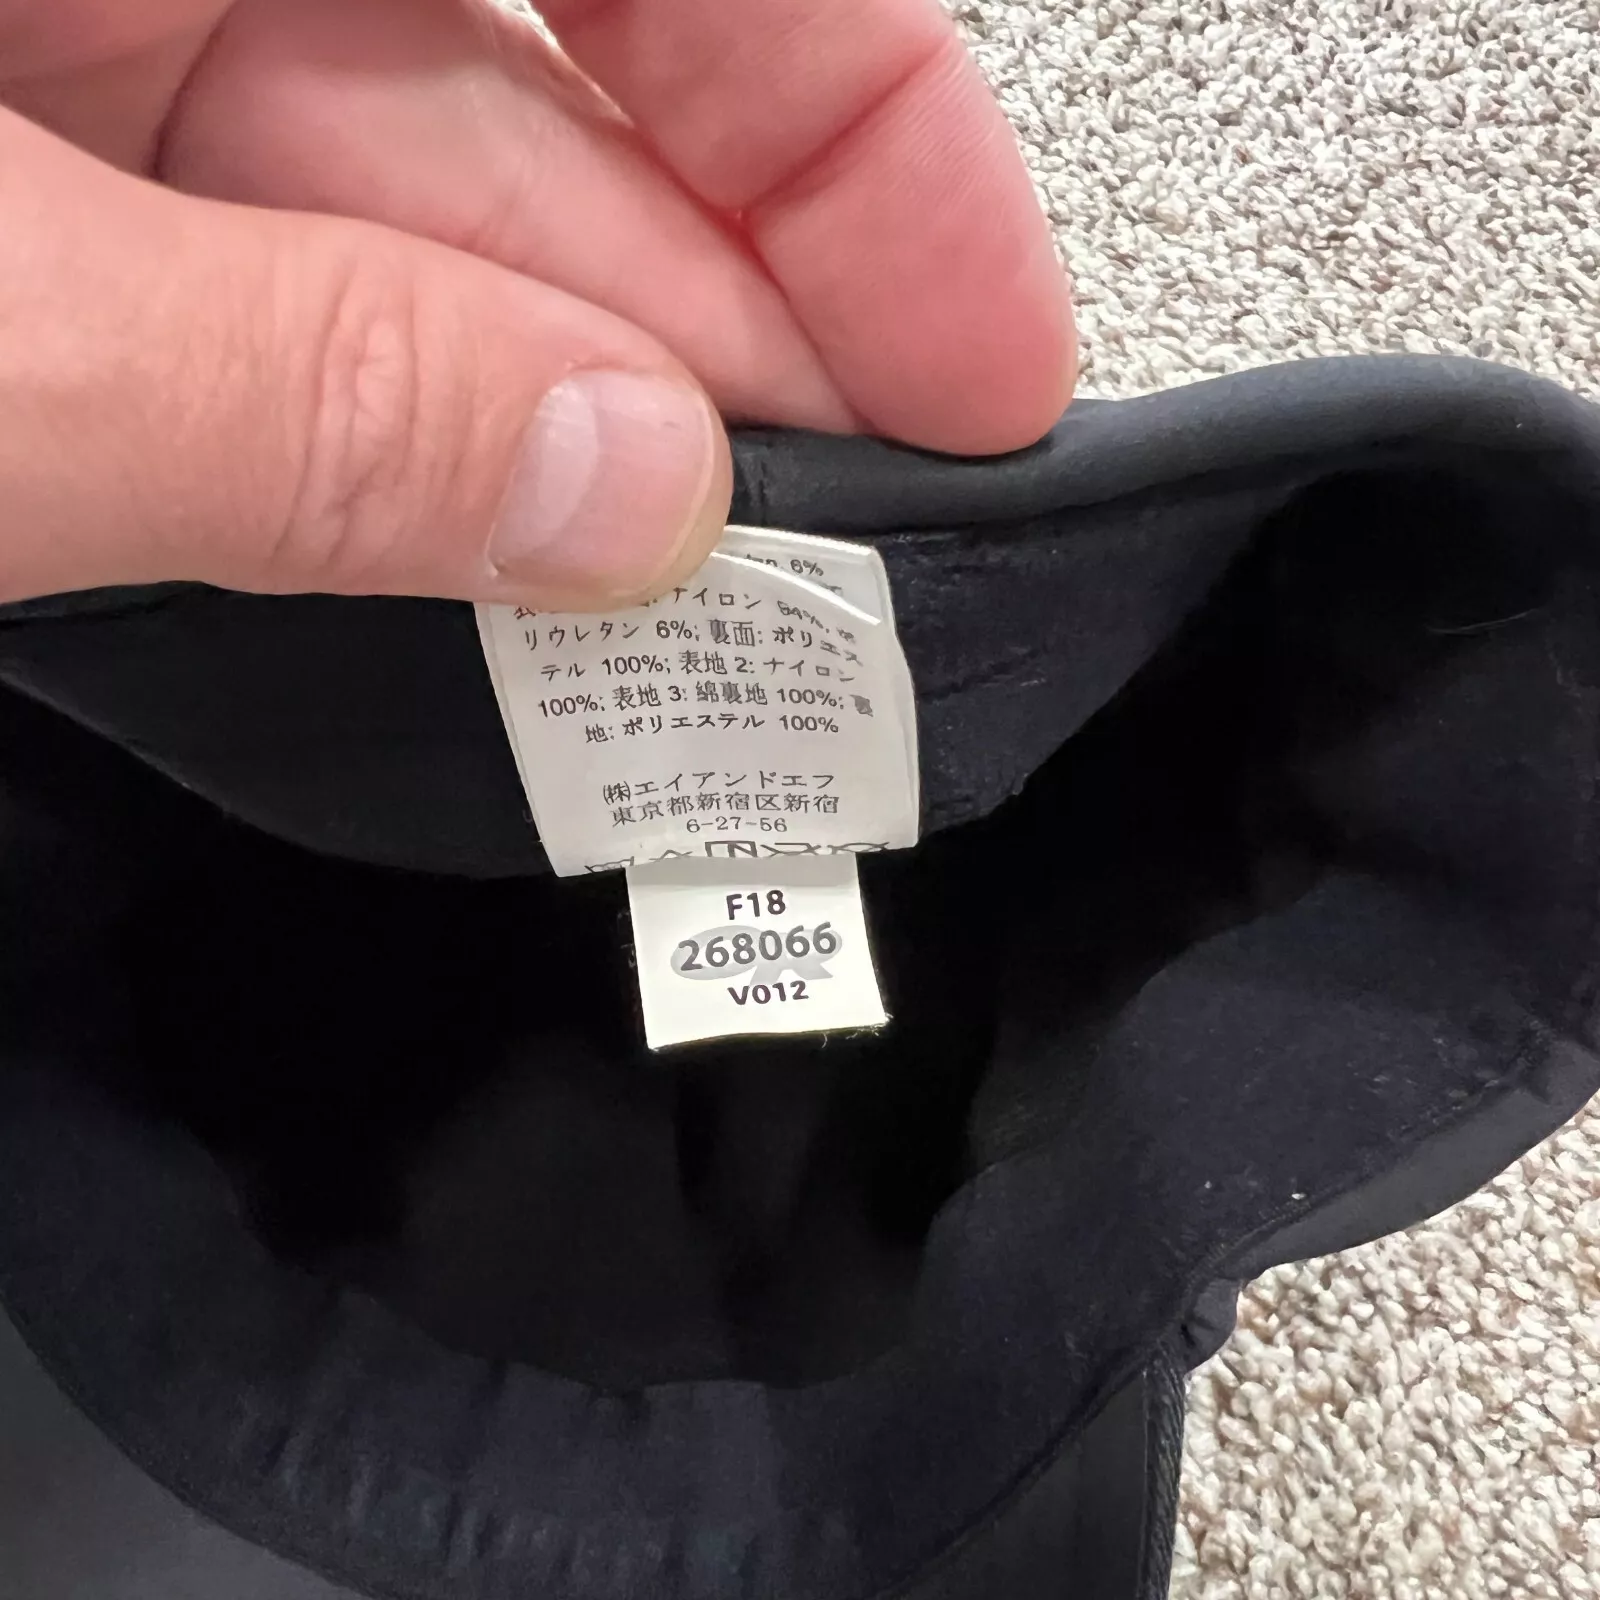 6%
ナイロン 94%,
リウレタン 6%; 裏面: ポリエス
テル 100%; 表地 2: ナイロン
100%; 表地 3: 綿裏地 100%; 裏
地: ポリエステル 100%
㈱エイアンドエフ
東京都新宿区新宿
6-27-56
F18
268066
V012